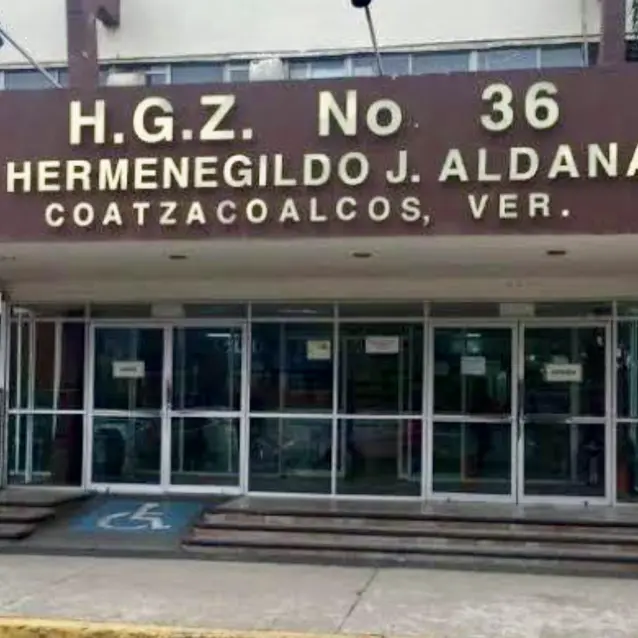 H.G.Z. No 36
HERMENEGILDO J. ALDANA
COATZACOALCOS, VER.